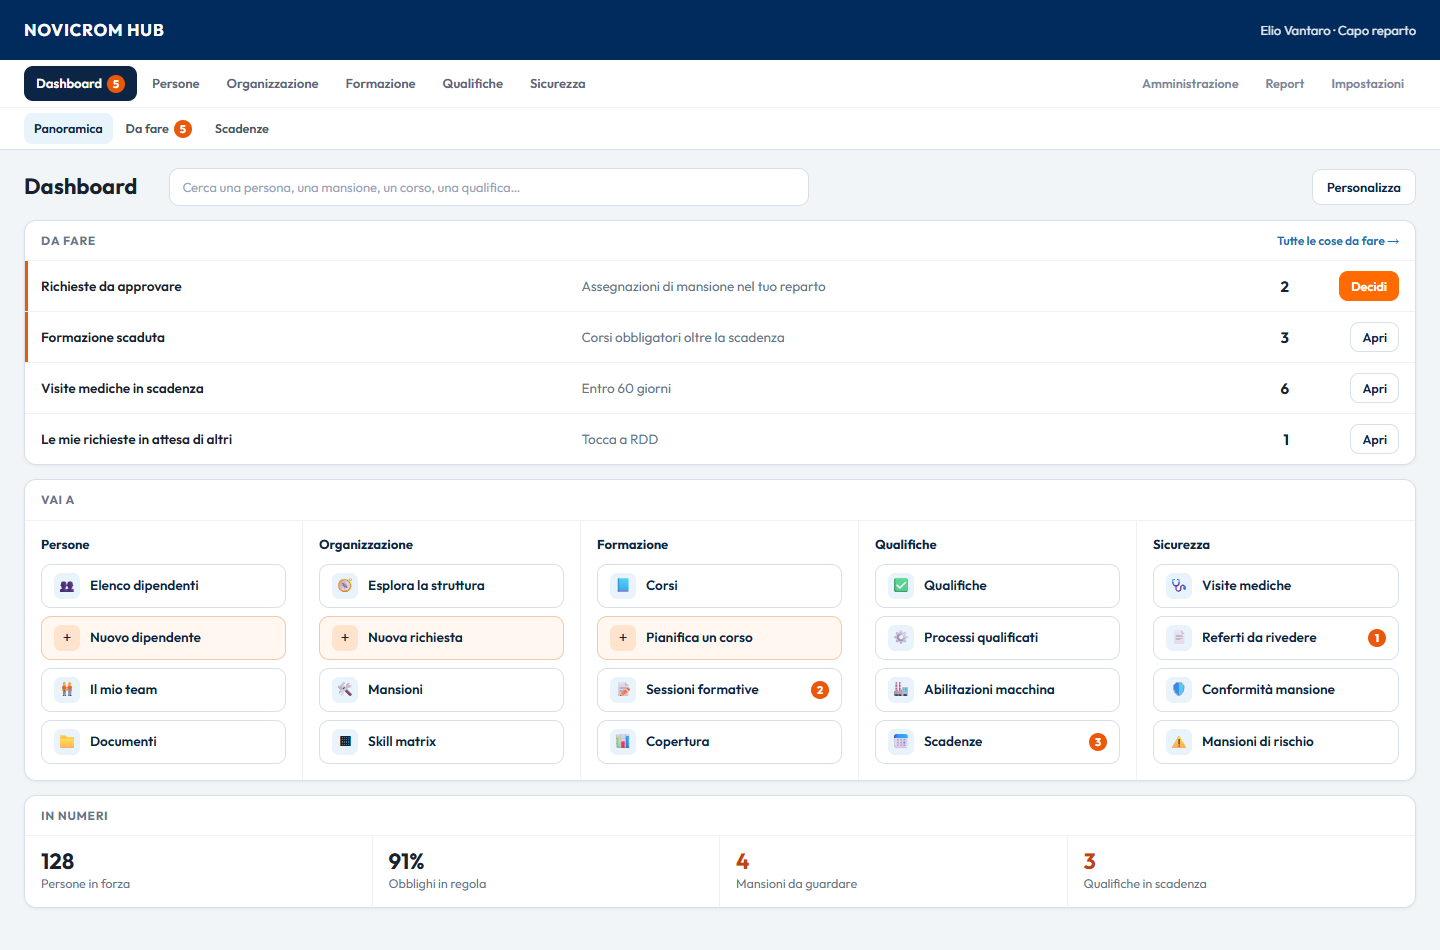 NOVICROM HUB
Elio Vantaro · Capo reparto
Dashboard 5 Persone Organizzazione Formazione Qualifiche Sicurezza Amministrazione Report Impostazioni
Panoramica Da fare 5 Scadenze
Dashboard Cerca una persona, una mansione, un corso, una qualifica... Personalizza
DA FARE Tutte le cose da fare →
Richieste da approvare Assegnazioni di mansione nel tuo reparto 2 Decidi
Formazione scaduta Corsi obbligatori oltre la scadenza 3 Apri
Visite mediche in scadenza Entro 60 giorni 6 Apri
Le mie richieste in attesa di altri Tocca a RDD 1 Apri
VAI A
Persone Organizzazione Formazione Qualifiche Sicurezza
Elenco dipendenti Esplora la struttura Corsi Qualifiche Visite mediche
+ Nuovo dipendente + Nuova richiesta + Pianifica un corso Processi qualificati Referti da rivedere 1
Il mio team Mansioni Sessioni formative 2 Abilitazioni macchina Conformità mansione
Documenti Skill matrix Copertura Scadenze 3 Mansioni di rischio
IN NUMERI
128 91% 4 3
Persone in forza Obblighi in regola Mansioni da guardare Qualifiche in scadenza